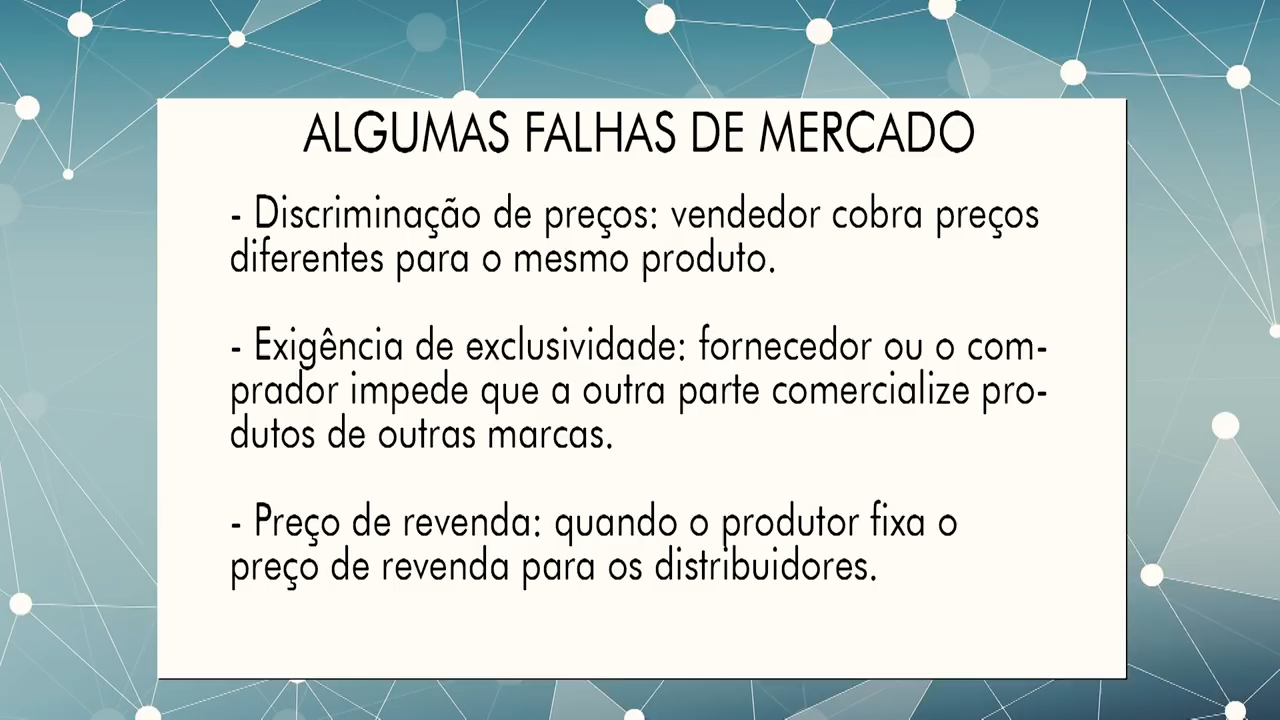 ALGUMAS FALHAS DE MERCADO
- Discriminação de preços: vendedor cobra preços
diferentes para o mesmo produto.
- Exigência de exclusividade: fornecedor ou o com-
prador impede que a outra parte comercialize pro-
dutos de outras marcas.
- Preço de revenda: quando o produtor fixa o
preço de revenda para os distribuidores.